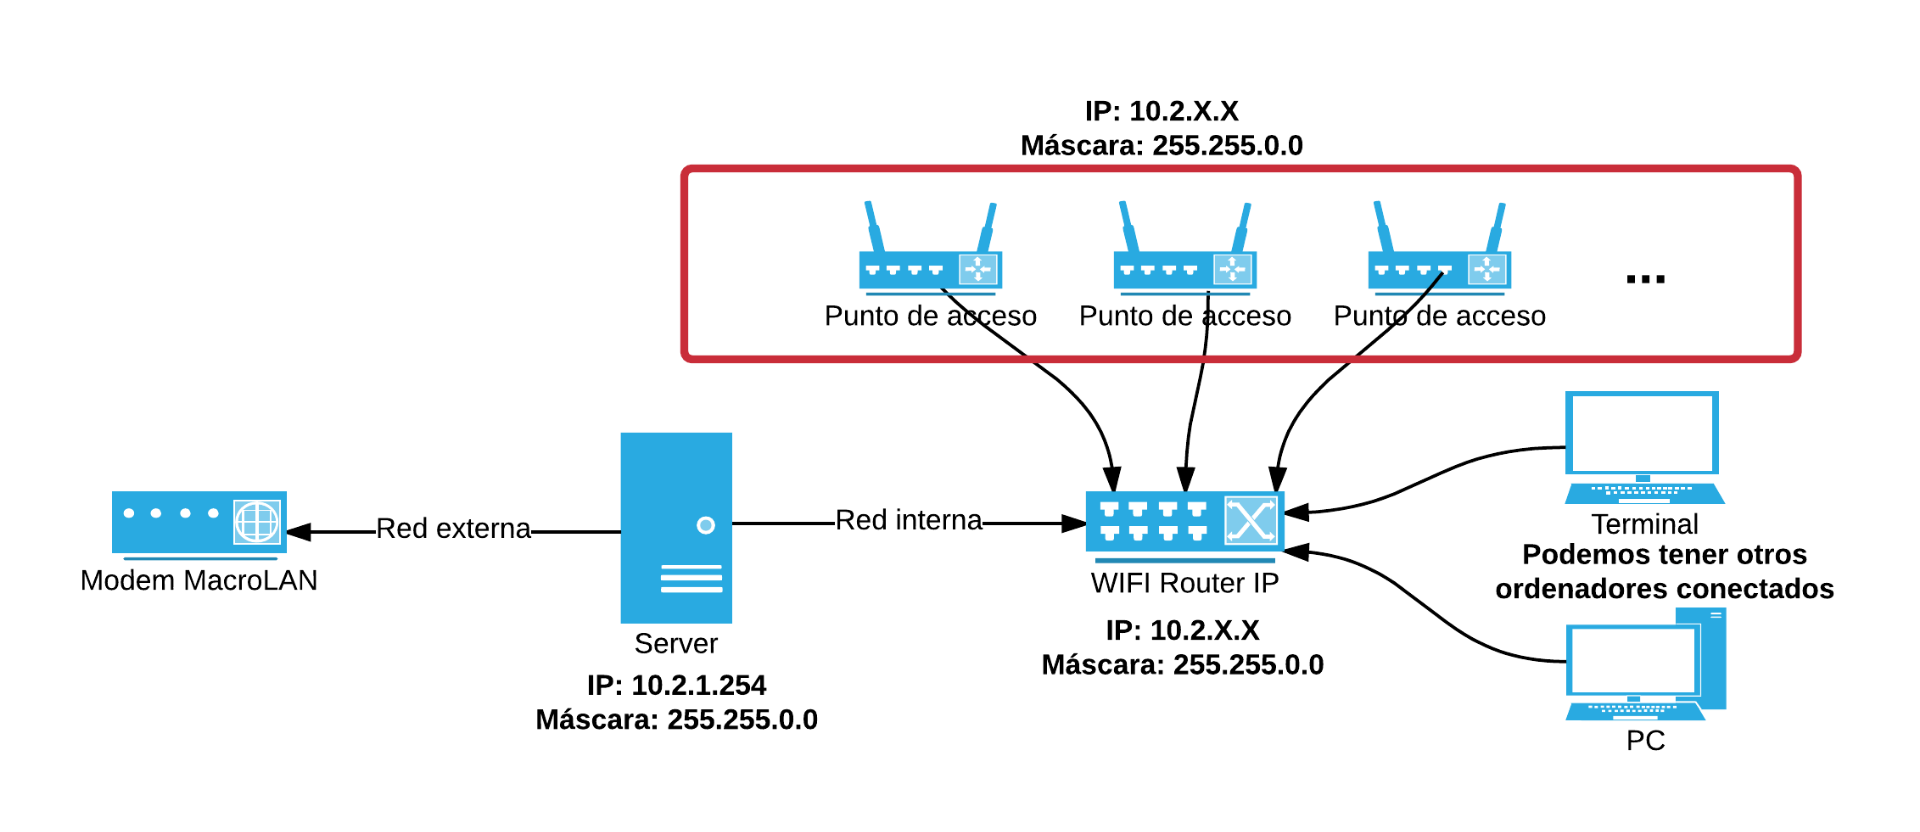 IP: 10.2.X.X
Máscara: 255.255.0.0
Punto de acceso
Punto de acceso
Punto de acceso
...
Modem MacroLAN
Red externa
Server
IP: 10.2.1.254
Máscara: 255.255.0.0
Red interna
WIFI Router IP
IP: 10.2.X.X
Máscara: 255.255.0.0
Terminal
Podemos tener otros
ordenadores conectados
PC